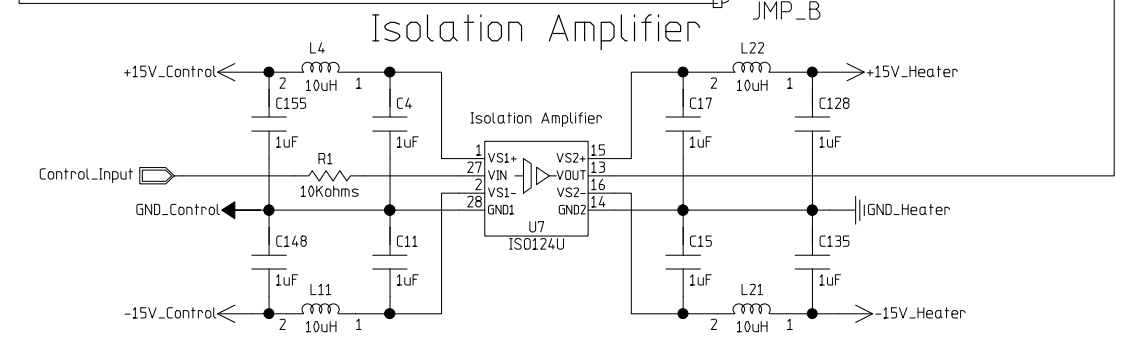 JMP_B
Isolation Amplifier
L4
L22
+15V_Control
2
10uH
1
2
10uH
1
+15V_Heater
C155
C4
C17
C128
1uF
1uF
1uF
1uF
Isolation Amplifier
1
VS1+
VS2+
15
Control_Input
R1
10Kohms
27
VIN
VOUT
13
2
VS1-
VS2-
16
GND_Control
28
GND1
GND2
14
GND_Heater
U7
ISO124U
C148
C11
C15
C135
1uF
1uF
1uF
1uF
L11
L21
-15V_Control
2
10uH
1
2
10uH
1
-15V_Heater